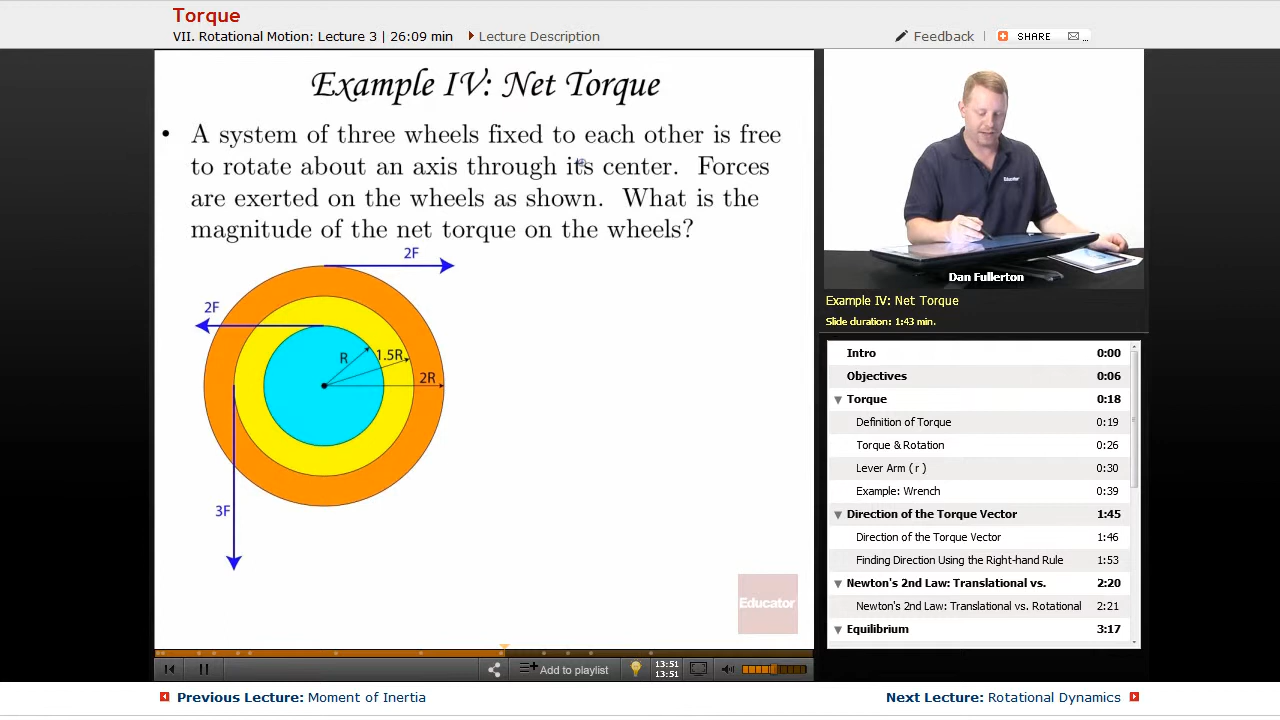 Torque
VII. Rotational Motion: Lecture 3 | 26:09 min
Lecture Description
Feedback
SHARE
Example IV: Net Torque
• A system of three wheels fixed to each other is free
to rotate about an axis through its center. Forces
are exerted on the wheels as shown. What is the
magnitude of the net torque on the wheels?
2F
2F
R
1.5R
2R
3F
Educator
Educator
Dan Fullerton
Example IV: Net Torque
Slide duration: 1:43 min.
Intro 0:00
Objectives 0:06
Torque 0:18
Definition of Torque 0:19
Torque & Rotation 0:26
Lever Arm ( r ) 0:30
Example: Wrench 0:39
Direction of the Torque Vector 1:45
Direction of the Torque Vector 1:46
Finding Direction Using the Right-hand Rule 1:53
Newton's 2nd Law: Translational vs. 2:20
Newton's 2nd Law: Translational vs. Rotational 2:21
Equilibrium 3:17
Add to playlist
13:51
13:51
Previous Lecture: Moment of Inertia
Next Lecture: Rotational Dynamics